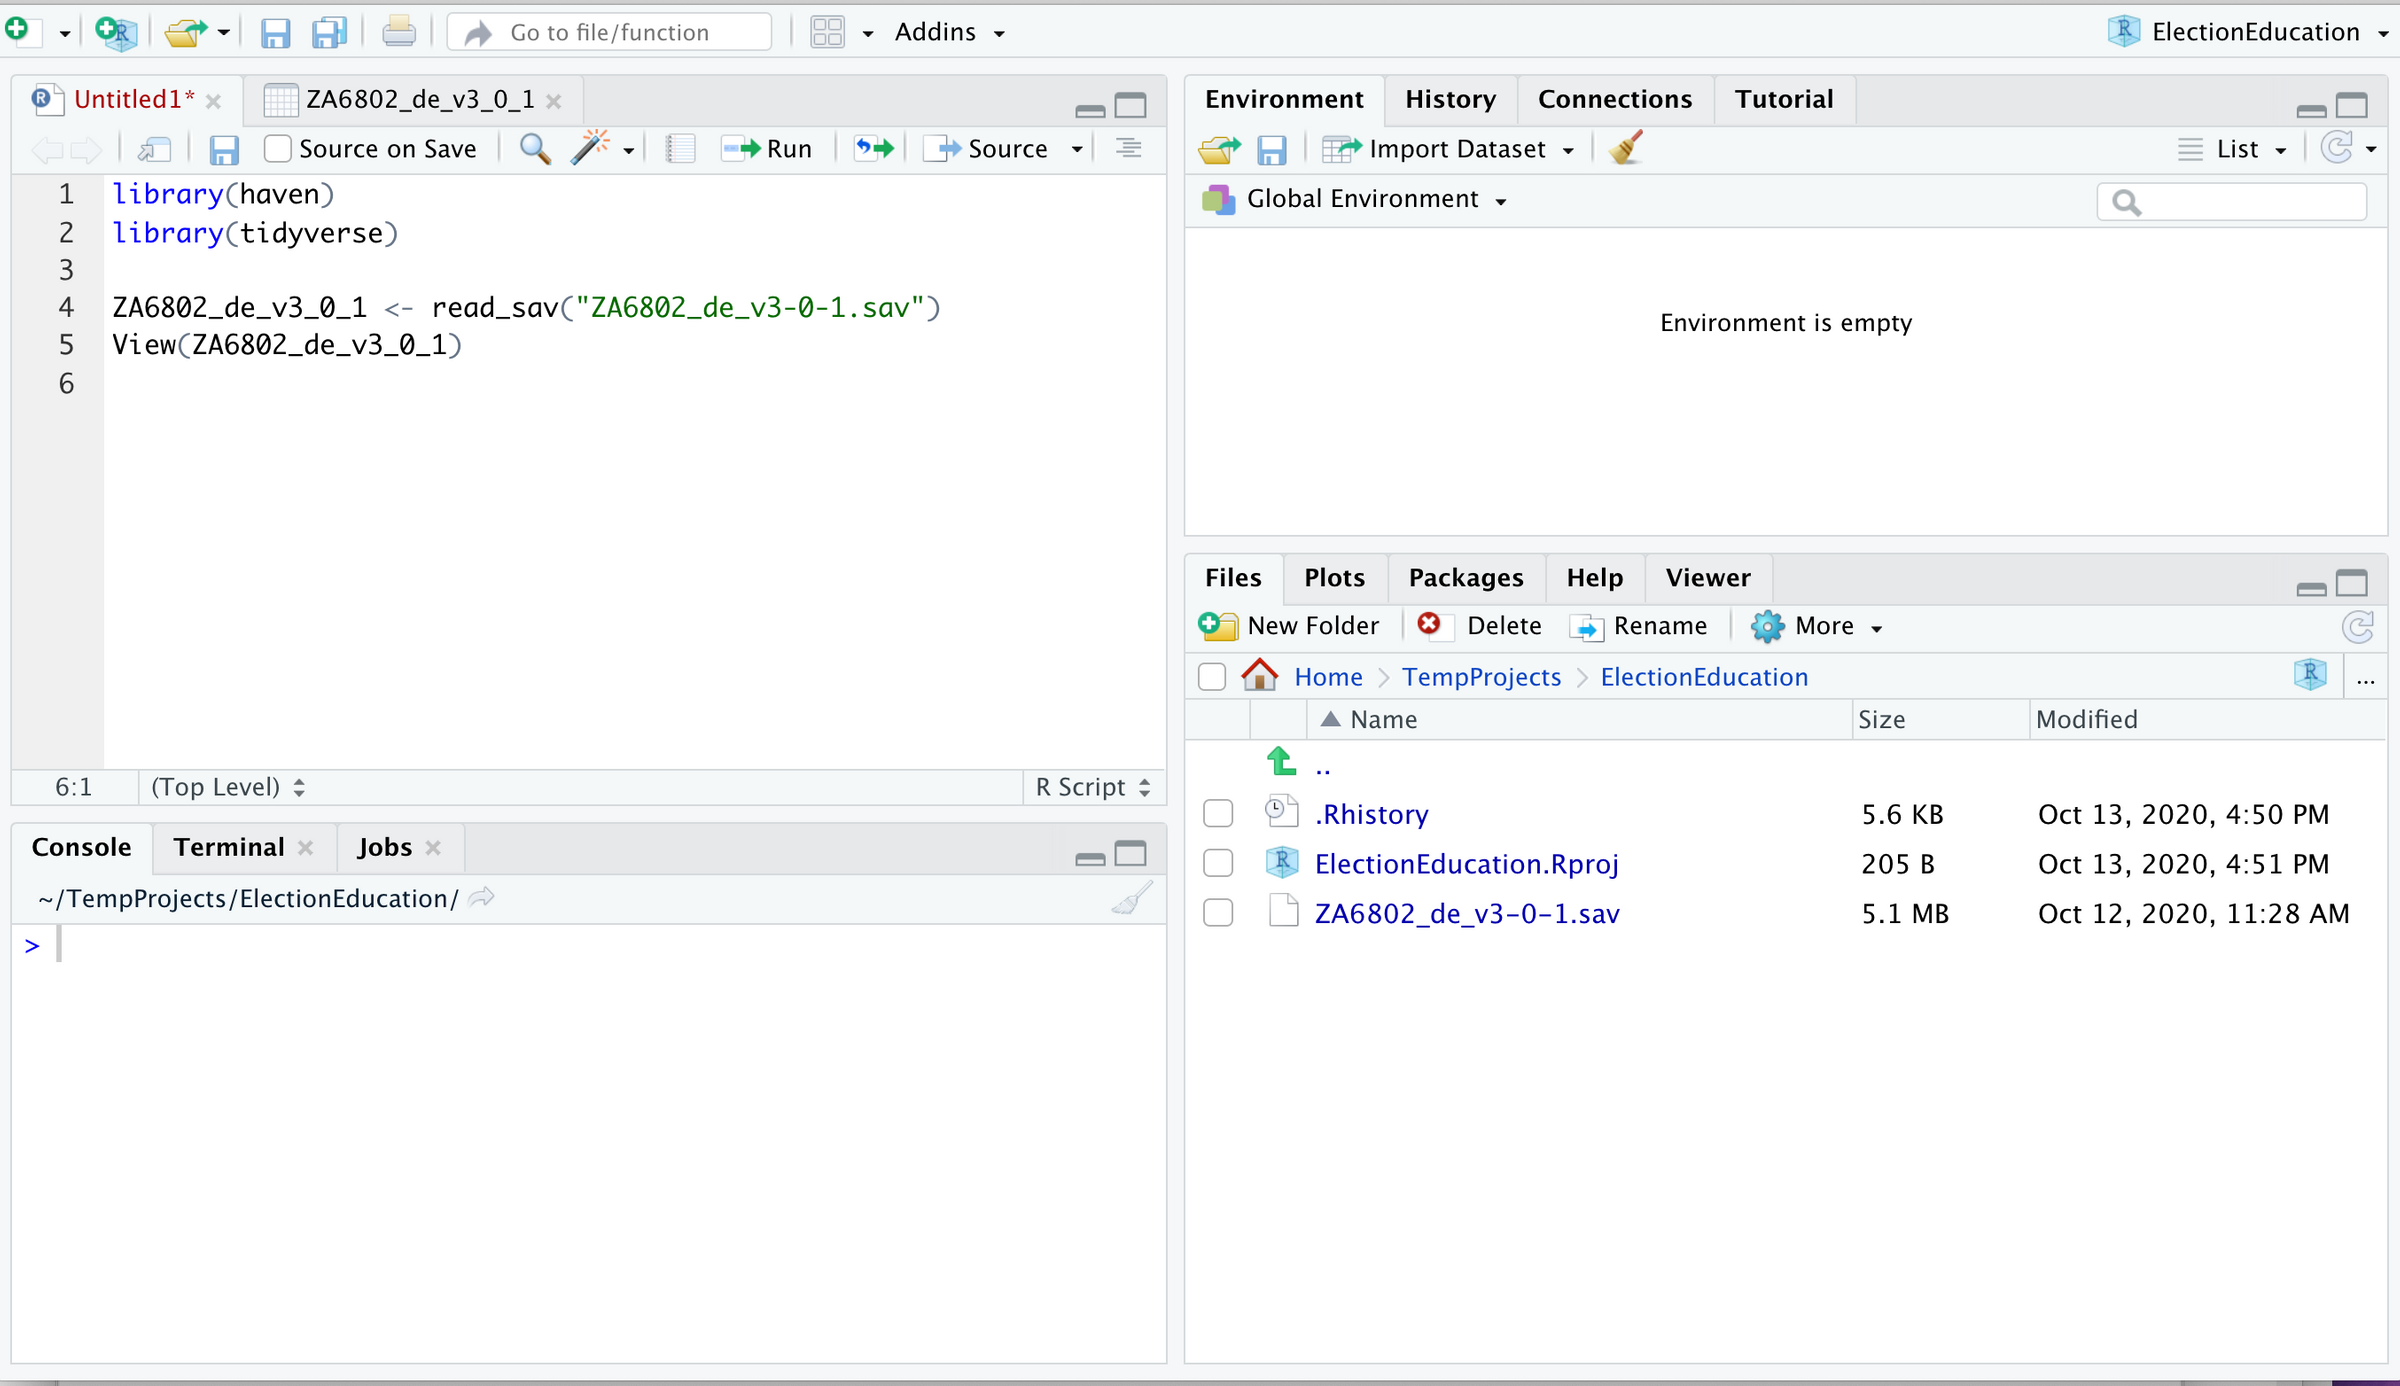 Go to file/function Addins ElectionEducation
Untitled1* ZA6802_de_v3_0_1
Source on Save Run Source
1 library(haven)
2 library(tidyverse)
3
4 ZA6802_de_v3_0_1 <- read_sav("ZA6802_de_v3-0-1.sav")
5 View(ZA6802_de_v3_0_1)
6
6:1 (Top Level) R Script
Console Terminal Jobs
~/TempProjects/ElectionEducation/
>
Environment History Connections Tutorial
Import Dataset List
Global Environment
Environment is empty
Files Plots Packages Help Viewer
New Folder Delete Rename More
Home TempProjects ElectionEducation ...
Name Size Modified
..
.Rhistory 5.6 KB Oct 13, 2020, 4:50 PM
ElectionEducation.Rproj 205 B Oct 13, 2020, 4:51 PM
ZA6802_de_v3-0-1.sav 5.1 MB Oct 12, 2020, 11:28 AM